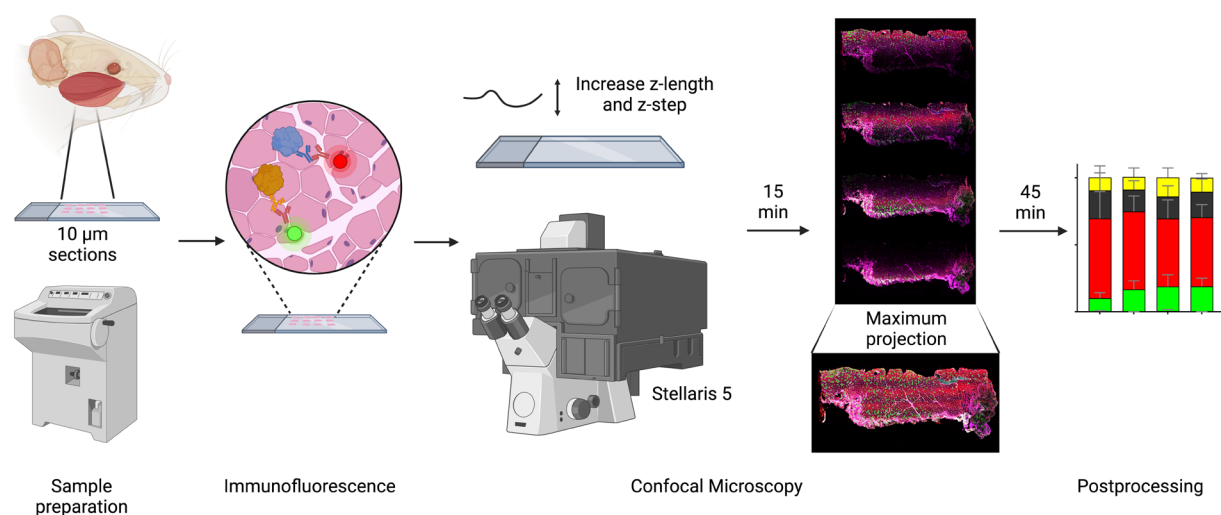 10 µm
sections
Increase z-length
and z-step
Stellaris 5
15
min
Maximum
projection
45
min
Sample
preparation
Immunofluorescence
Confocal Microscopy
Postprocessing